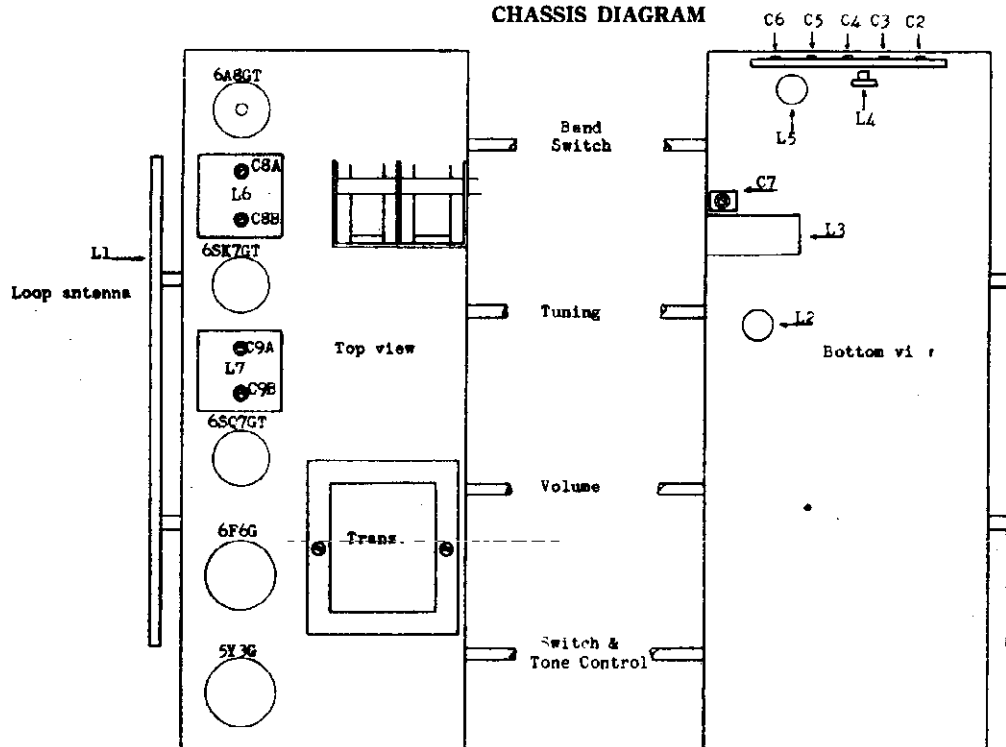 CHASSIS DIAGRAM
C6 C5 C4 C3 C2
6A8GT
L4
L5
Band
Switch
C8A
L6
C8B
C7
L3
6SK7GT
L1
Loop antenna
Tuning
L2
C9A
L7
C9B
Top view
Bottom
6SQ7GT
Volume
6F6G
Trans.
Switch &
Tone Control
5Y3G